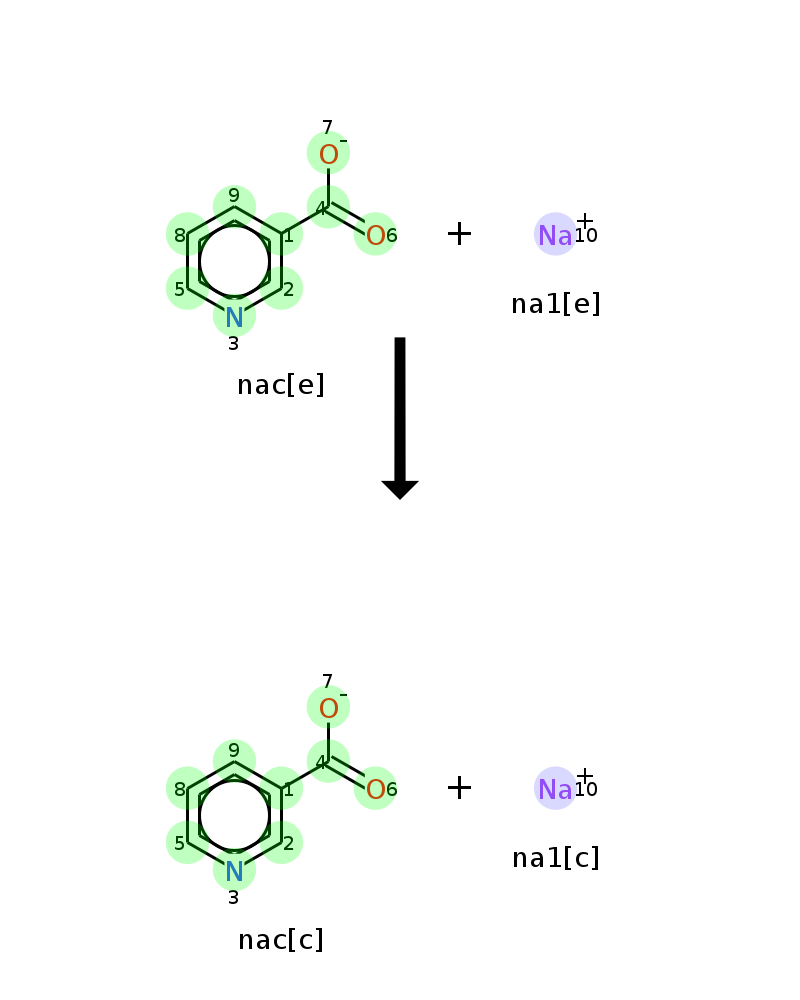 7
O-
9
8 1 4 O6 + Na+10
5 2
N
3
na1[e]
nac[e]
7
O-
9
8 1 4 O6 + Na+10
5 2
N
3
na1[c]
nac[c]